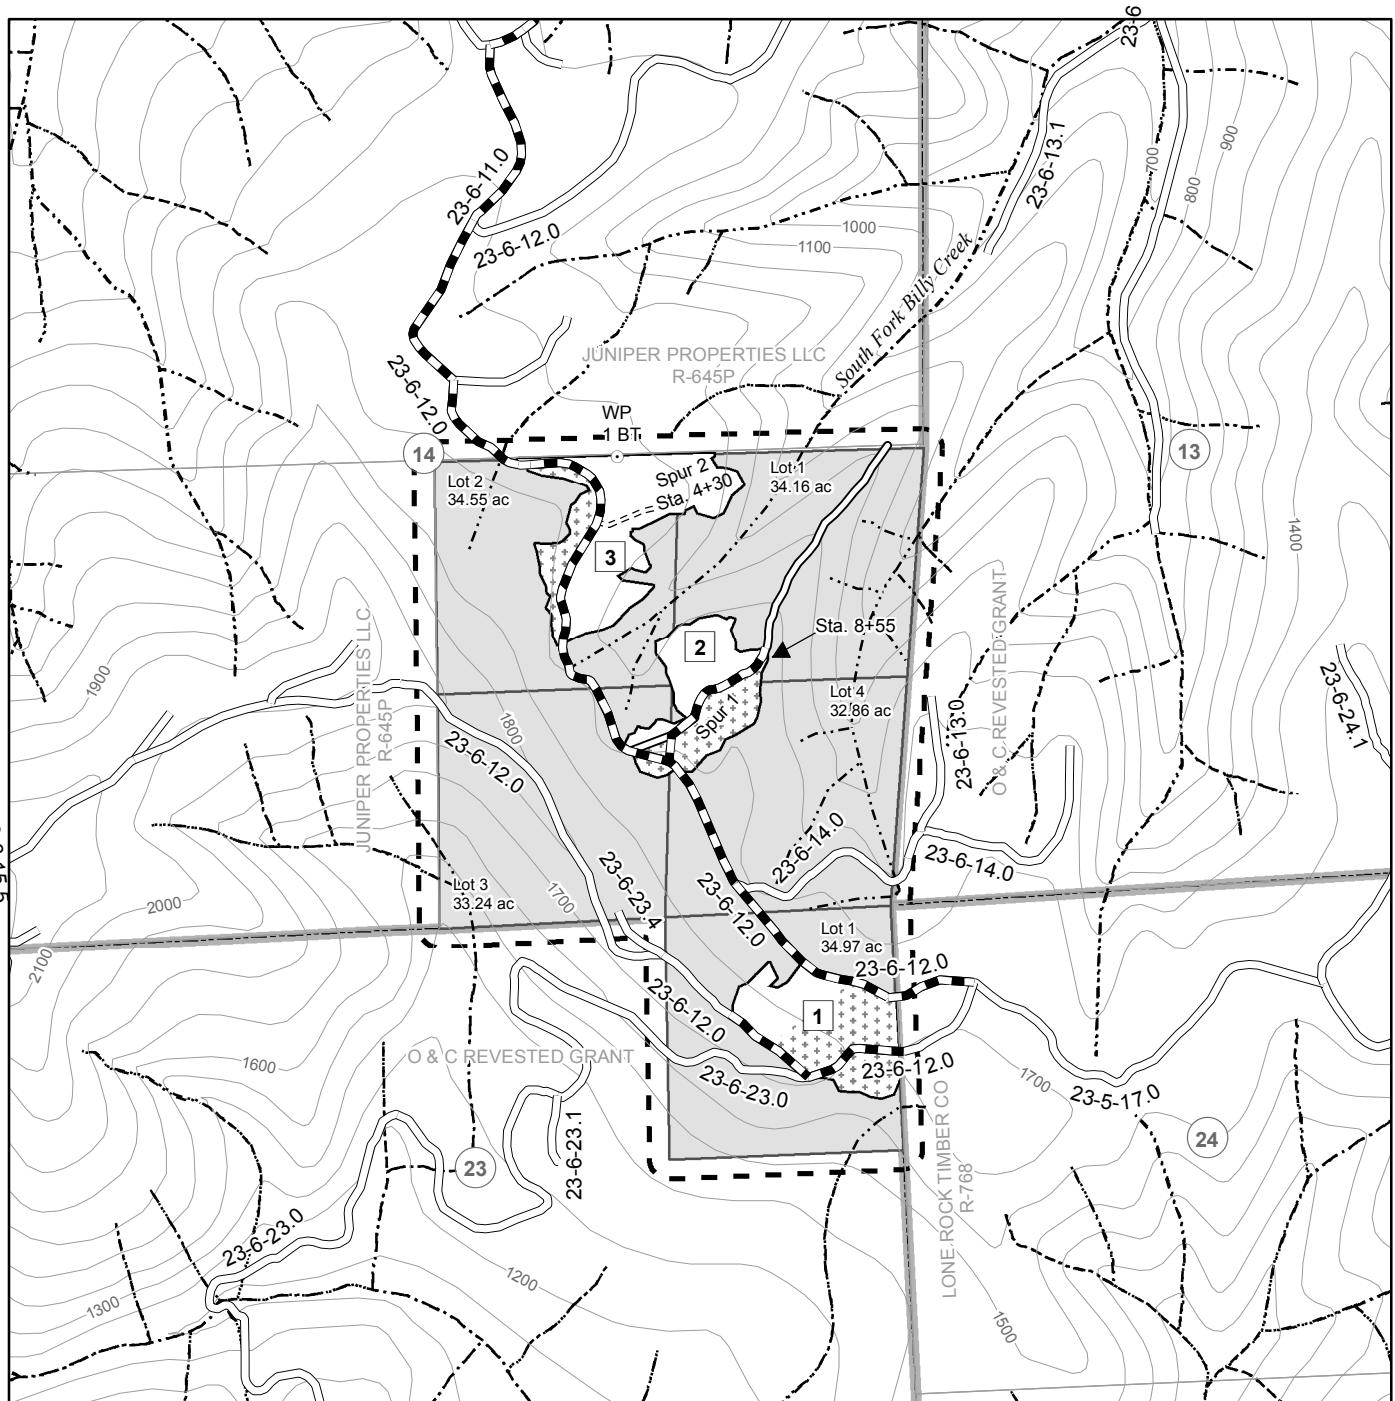 23-6
23-6-11.0
23-6-12.0
23-6-13.1
700
800
900
1000
1100
South Fork Billy Creek
JUNIPER PROPERTIES LLC
R-645P
23-6-12.0
WP
1 BT
14
13
Lot 2
34.55 ac
Spur 2
Sta. 4+30
Lot 1
34.16 ac
1400
3
2
Sta. 8+55
JUNIPER PROPERTIES LLC
R-645P
O & C REVESTED GRANT
1900
1800
Spur 1
Lot 4
32.86 ac
23-6-12.0
23-6-13.0
23-6-24.1
23-6-14.0
23-6-14.0
Lot 3
33.24 ac
1700
2000
2100
23-6-23.4
23-6-12.0
Lot 1
34.97 ac
23-6-12.0
23-6-12.0
1
1600
O & C REVESTED GRANT
23-6-12.0
23-6-23.0
1700
23-5-17.0
23-6-23.1
23
24
LONE ROCK TIMBER CO
R-768
23-6-23.0
1200
1300
1500